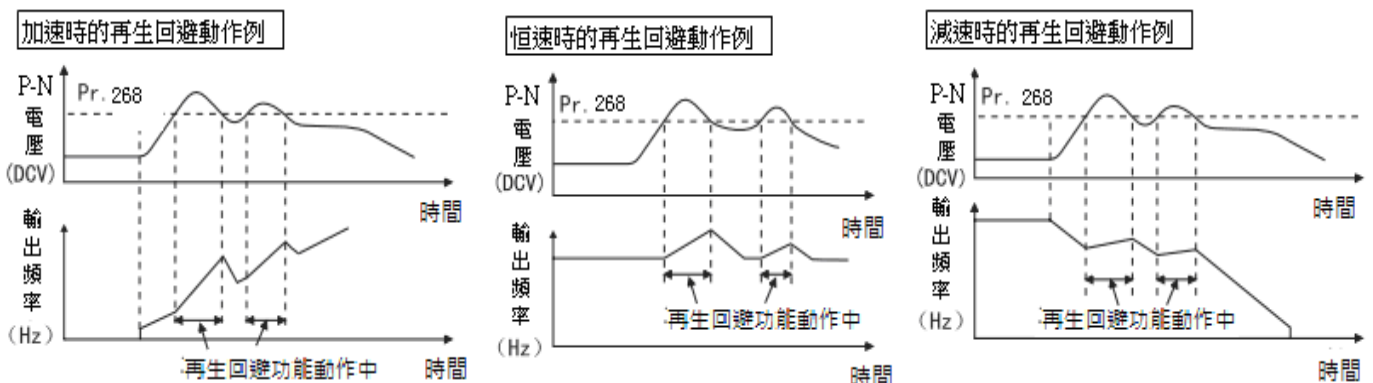 加速時的再生回避動作例
P-N
電
壓
(DCV)
Pr. 268
時間
輸
出
頻
率
(Hz)
再生回避功能動作中
時間
恒速時的再生回避動作例
P-N
電
壓
(DCV)
Pr. 268
時間
輸
出
頻
率
(Hz)
再生回避功能動作中
時間
減速時的再生回避動作例
P-N
電
壓
(DCV)
Pr. 268
時間
輸
出
頻
率
(Hz)
再生回避功能動作中
時間